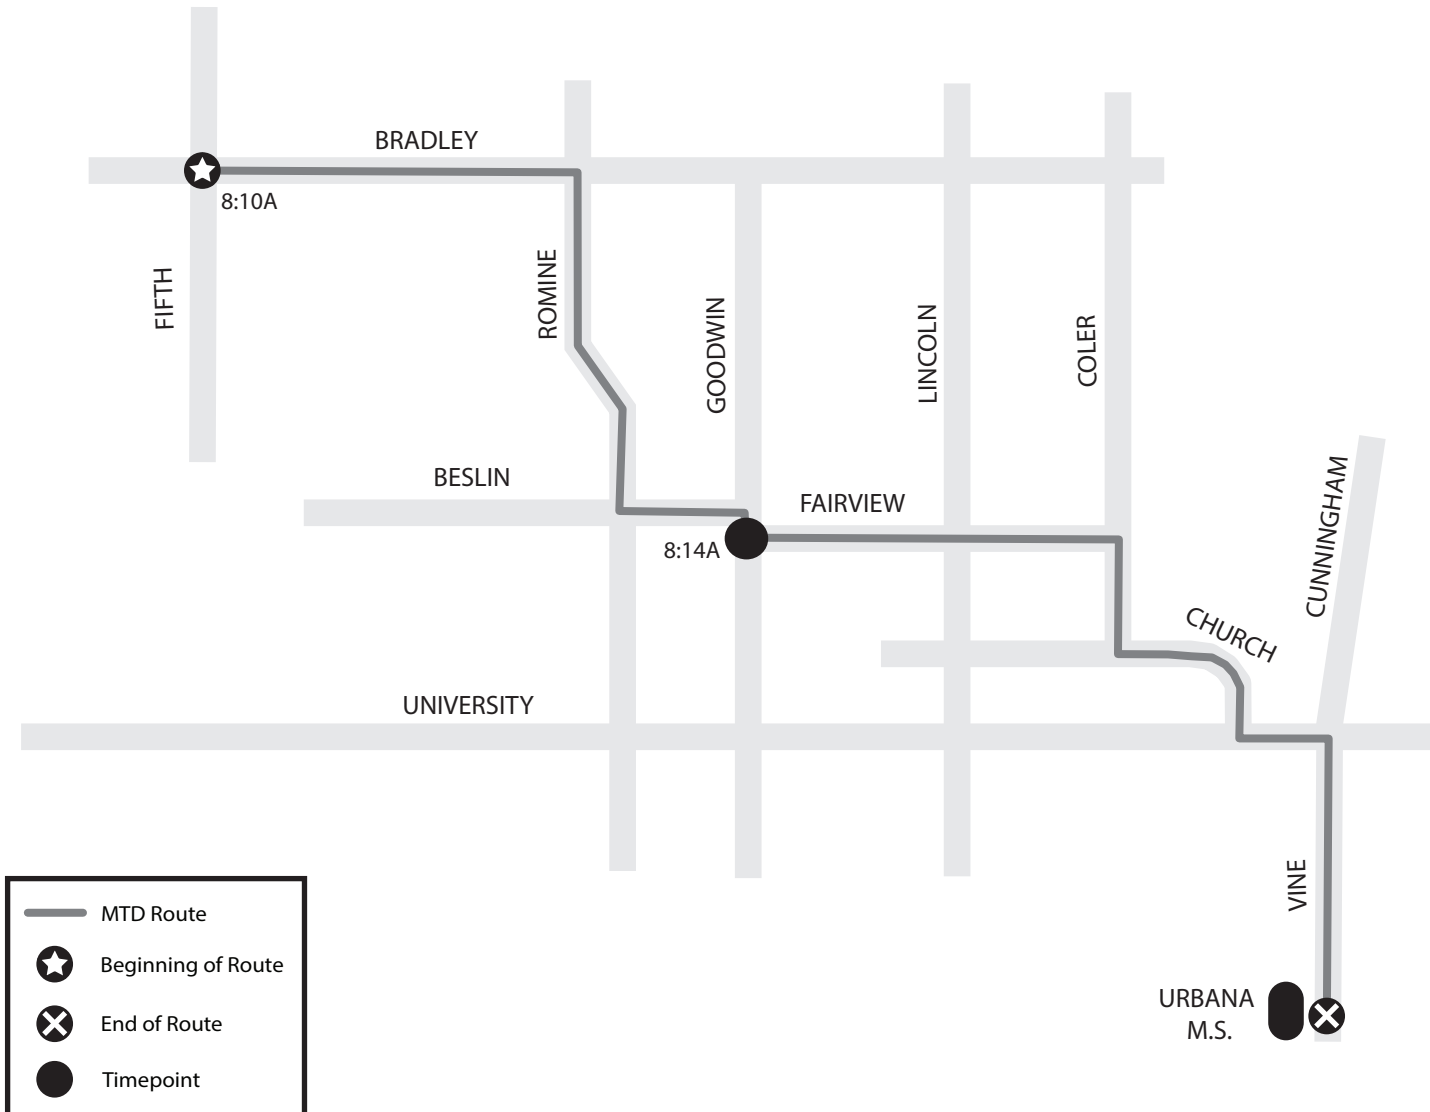 BRADLEY
8:10A
FIFTH
ROMINE
GOODWIN
LINCOLN
COLER
BESLIN
FAIRVIEW
8:14A
CUNNINGHAM
CHURCH
UNIVERSITY
VINE
URBANA
M.S.
MTD Route
Beginning of Route
End of Route
Timepoint